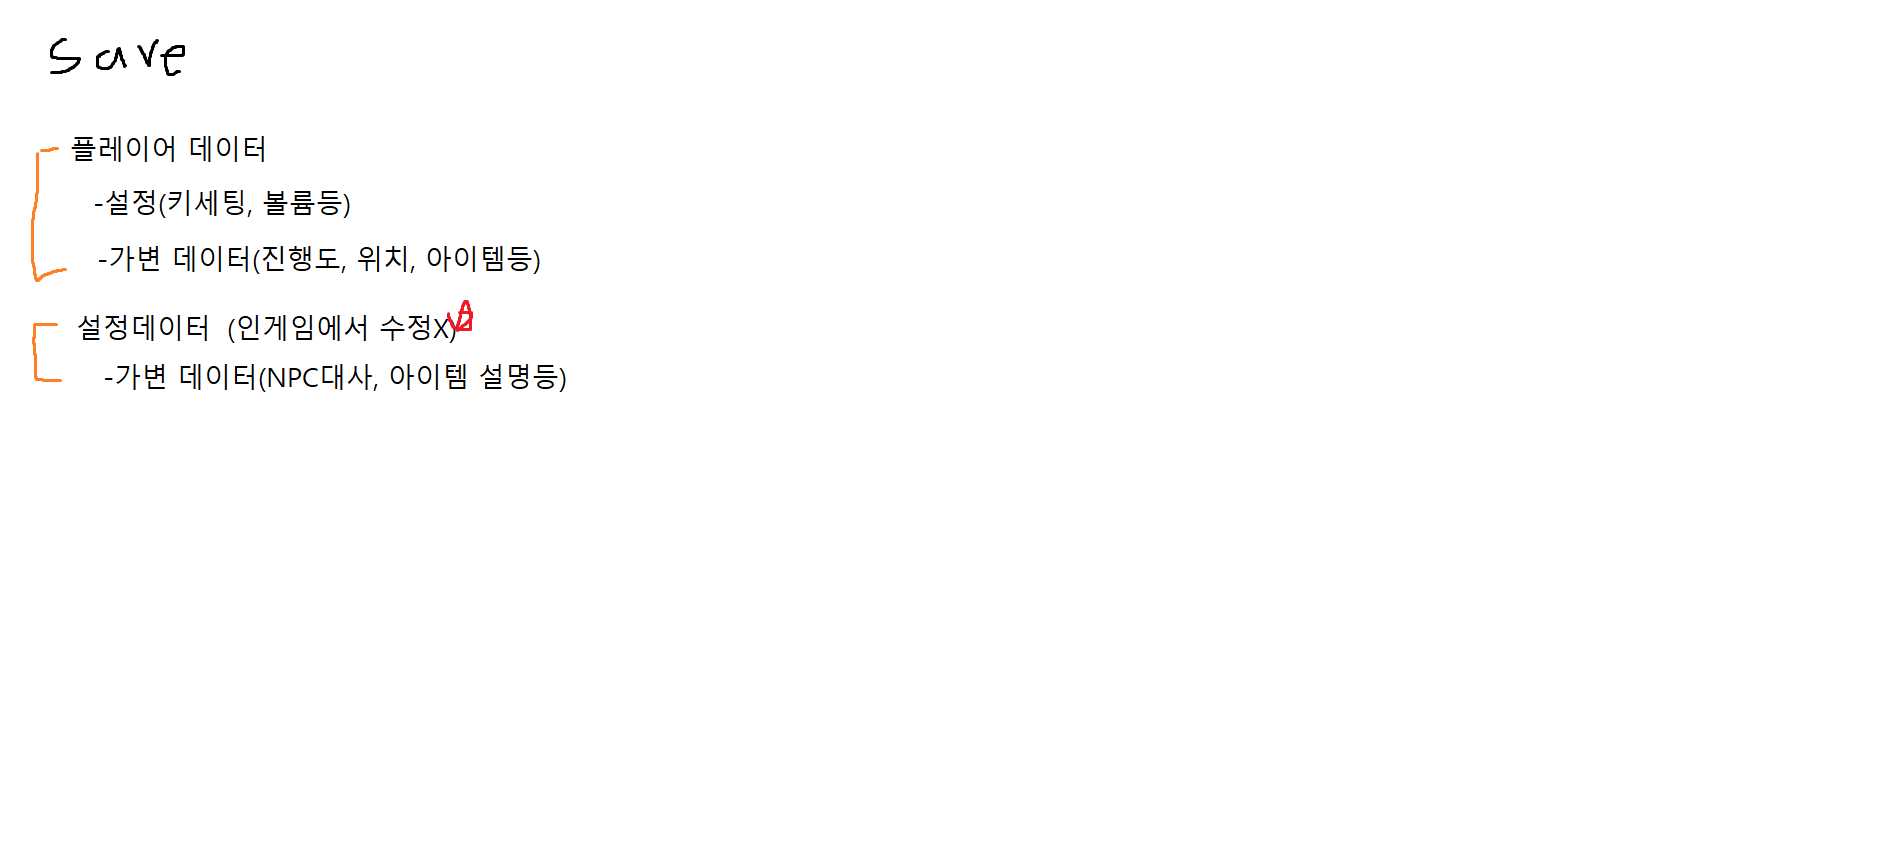 save
플레이어 데이터
-설정(키세팅, 볼륨등)
-가변 데이터(진행도, 위치, 아이템등)
설정데이터 (인게임에서 수정X)
-가변 데이터(NPC대사, 아이템 설명등)